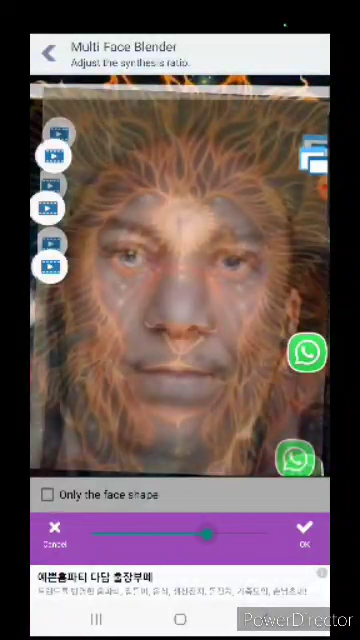 Multi Face Blender
Adjust the synthesis ratio.
Only the face shape
Cancel
OK
예쁜홈파티 다담 출장부페
PowerDirector